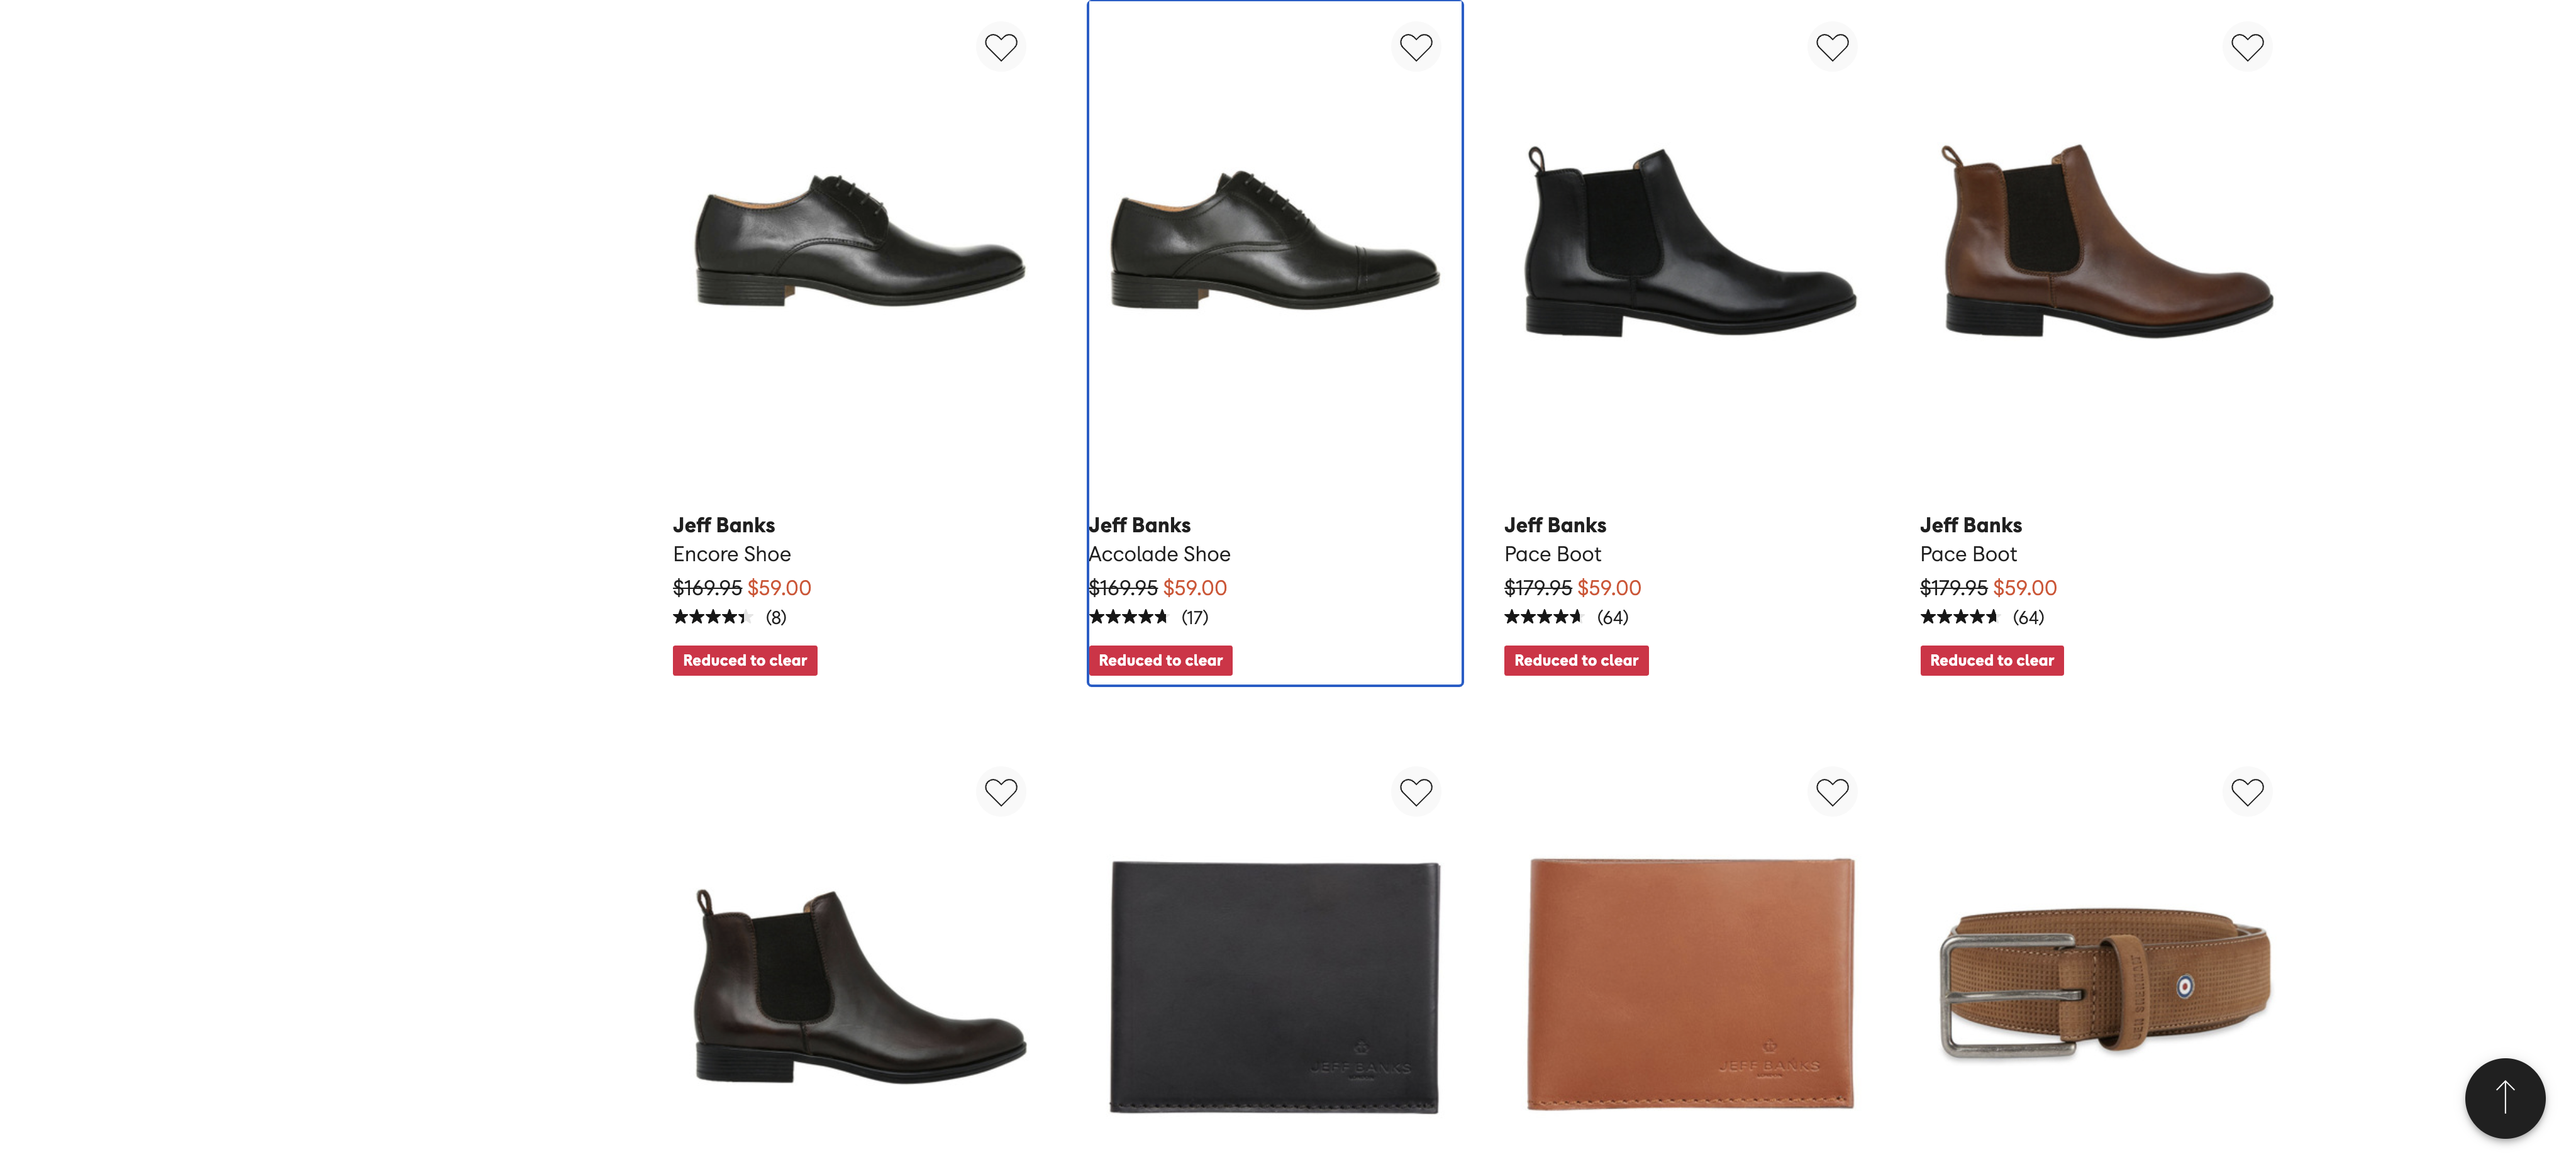 Jeff Banks
Encore Shoe
$169.95 $59.00
(8)
Reduced to clear
Jeff Banks
Accolade Shoe
$169.95 $59.00
(17)
Reduced to clear
Jeff Banks
Pace Boot
$179.95 $59.00
(64)
Reduced to clear
Jeff Banks
Pace Boot
$179.95 $59.00
(64)
Reduced to clear
JEFF BANKS
JEFF BANKS
BEN SHERMAN